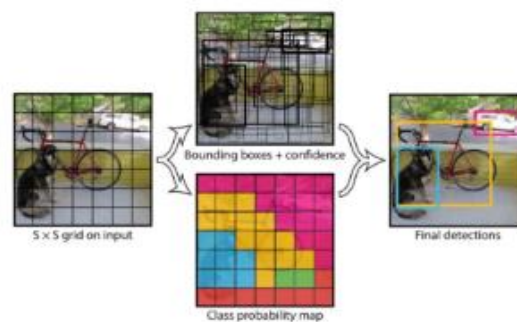 Bounding boxes + confidence
S × S grid on input
Final detections
Class probability map